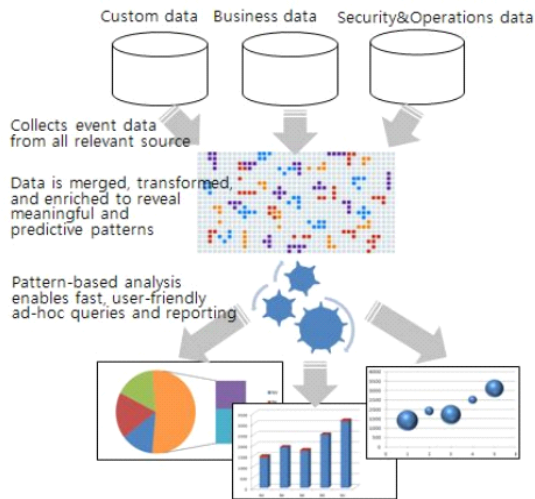 Custom data
Business data
Security&Operations data
Collects event data
from all relevant source
Data is merged, transformed,
and enriched to reveal
meaningful and
predictive patterns
Pattern-based analysis
enables fast, user-friendly
ad-hoc queries and reporting